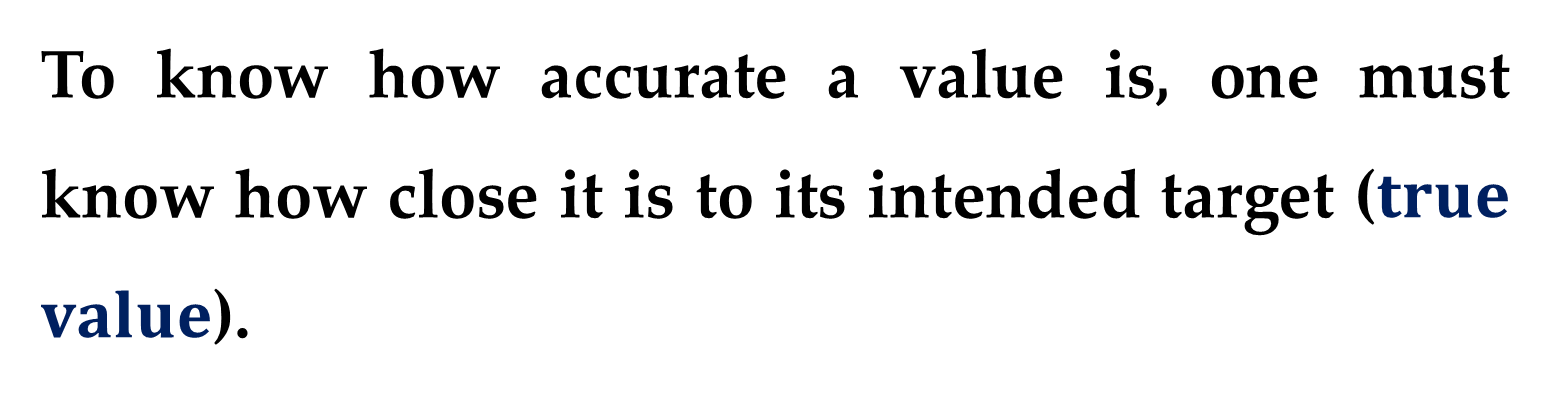 To know how accurate a value is, one must
know how close it is to its intended target (true
value).